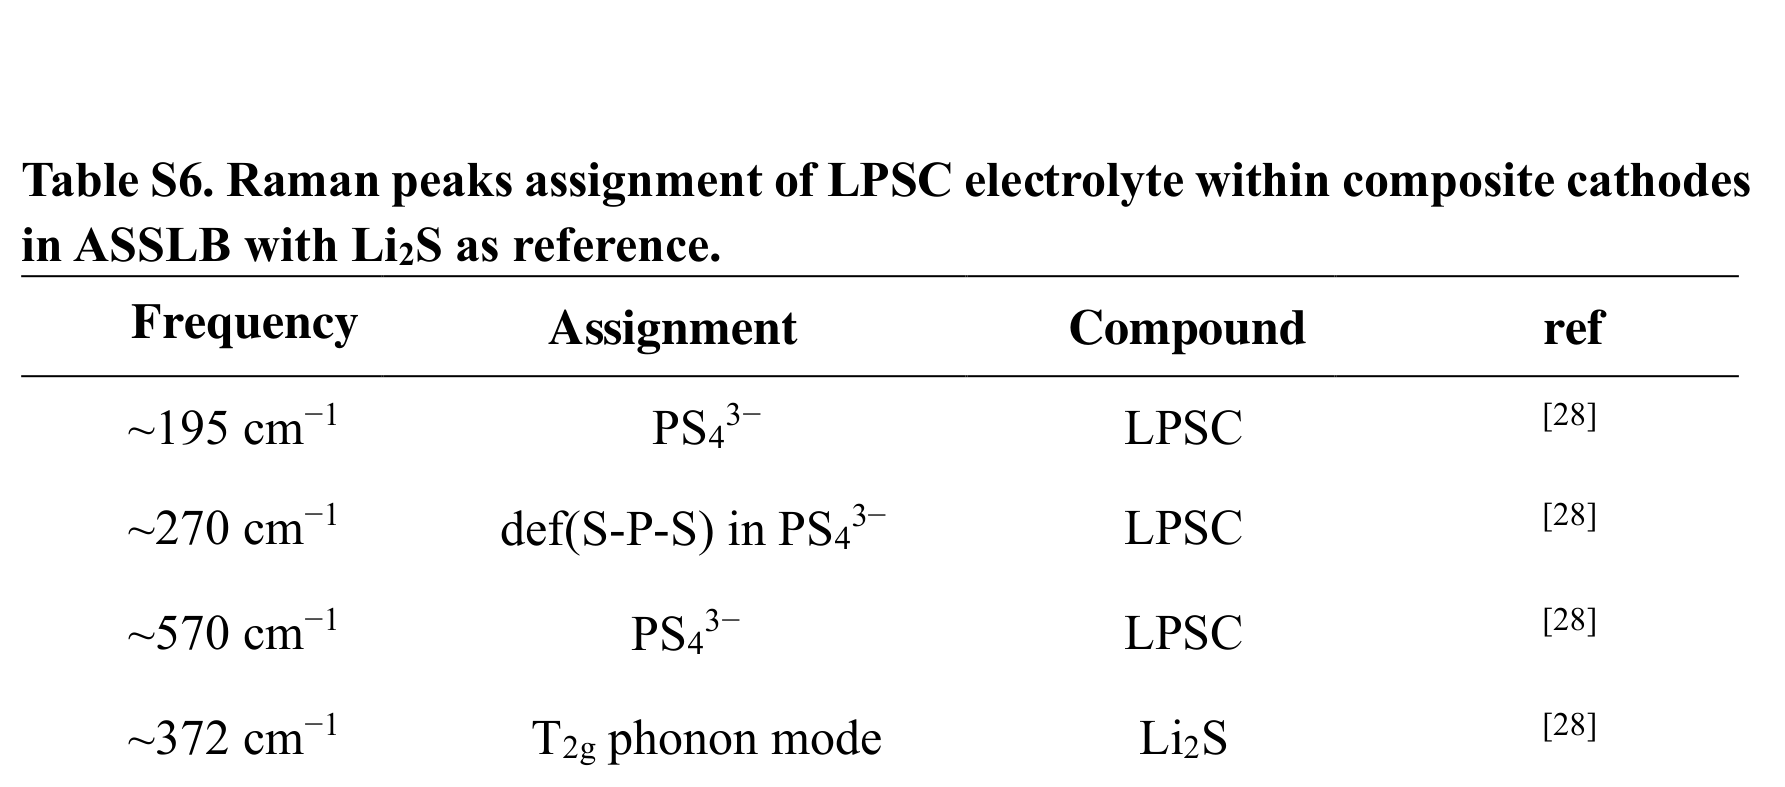 Table S6. Raman peaks assignment of LPSC electrolyte within composite cathodes
in ASSLB with Li₂S as reference.
Frequency Assignment Compound ref
~195 cm⁻¹ PS₄³⁻ LPSC [28]
~270 cm⁻¹ def(S-P-S) in PS₄³⁻ LPSC [28]
~570 cm⁻¹ PS₄³⁻ LPSC [28]
~372 cm⁻¹ T₂g phonon mode Li₂S [28]